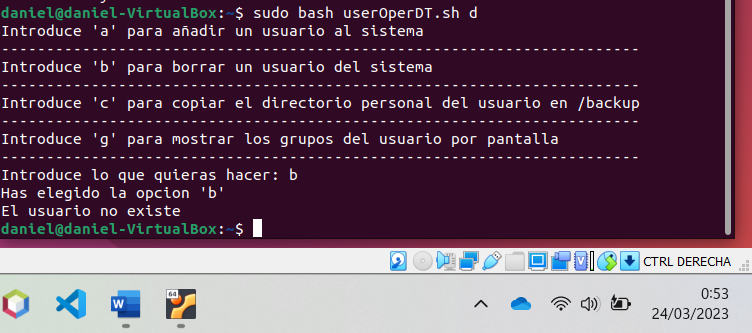 daniel@daniel-VirtualBox:~$ sudo bash userOperDT.sh d
Introduce 'a' para añadir un usuario al sistema
-----------------------------------------------------------------------
Introduce 'b' para borrar un usuario del sistema
-----------------------------------------------------------------------
Introduce 'c' para copiar el directorio personal del usuario en /backup
-----------------------------------------------------------------------
Introduce 'g' para mostrar los grupos del usuario por pantalla
-----------------------------------------------------------------------
Introduce lo que quieras hacer: b
Has elegido la opcion 'b'
El usuario no existe
daniel@daniel-VirtualBox:~$
CTRL DERECHA
64
0:53
24/03/2023